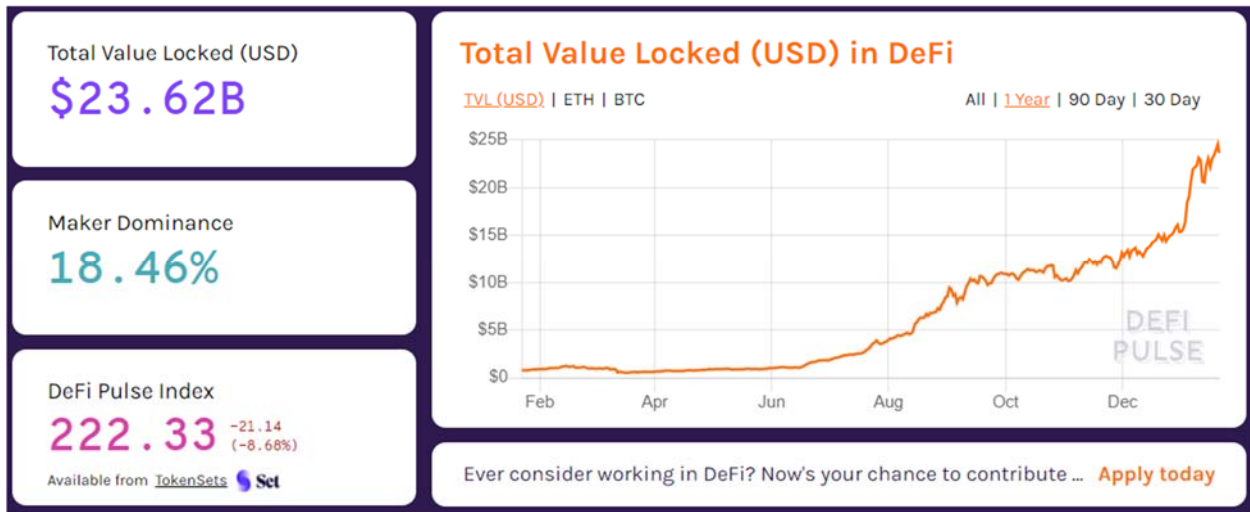 Total Value Locked (USD)
$23.62B
Maker Dominance
18.46%
DeFi Pulse Index
222.33
-21.14
(-8.68%)
Available from TokenSets Set
Total Value Locked (USD) in DeFi
TVL (USD) | ETH | BTC
All | 1 Year | 90 Day | 30 Day
$25B
$20B
$15B
$10B
$5B
$0
Feb Apr Jun Aug Oct Dec
DEFI
PULSE
Ever consider working in DeFi? Now's your chance to contribute ... Apply today